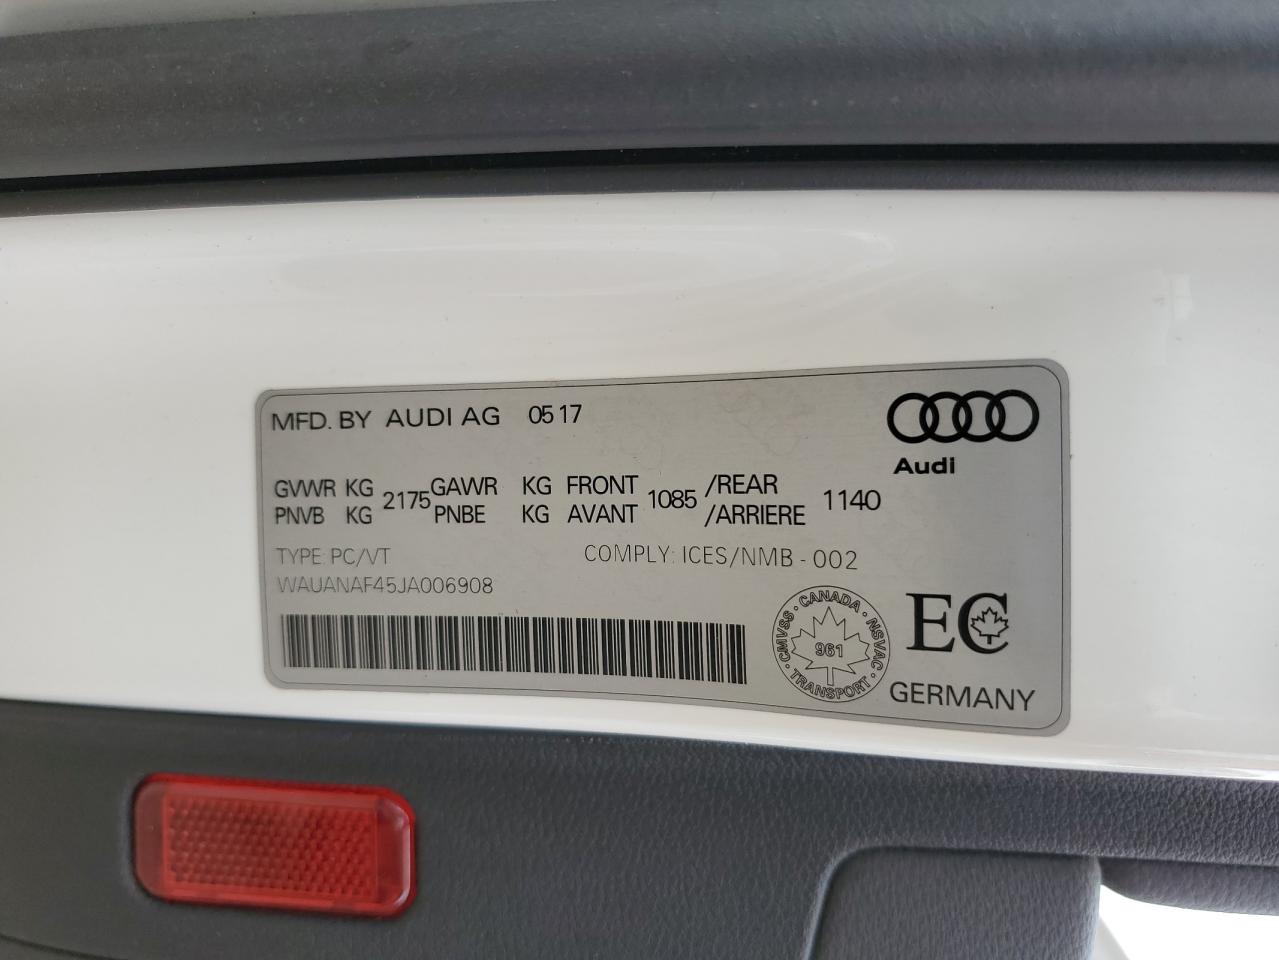 MFD. BY AUDI AG 05 17
Audi
GVWR KG 2175 GAWR KG FRONT 1085 /REAR 1140
PNVB KG PNBE KG AVANT /ARRIERE
TYPE: PC/VT COMPLY: ICES/NMB - 002
WAUANAF45JA006908
CMVSS · CANADA · NSVAC · TRANSPORT ·
961
EC
GERMANY